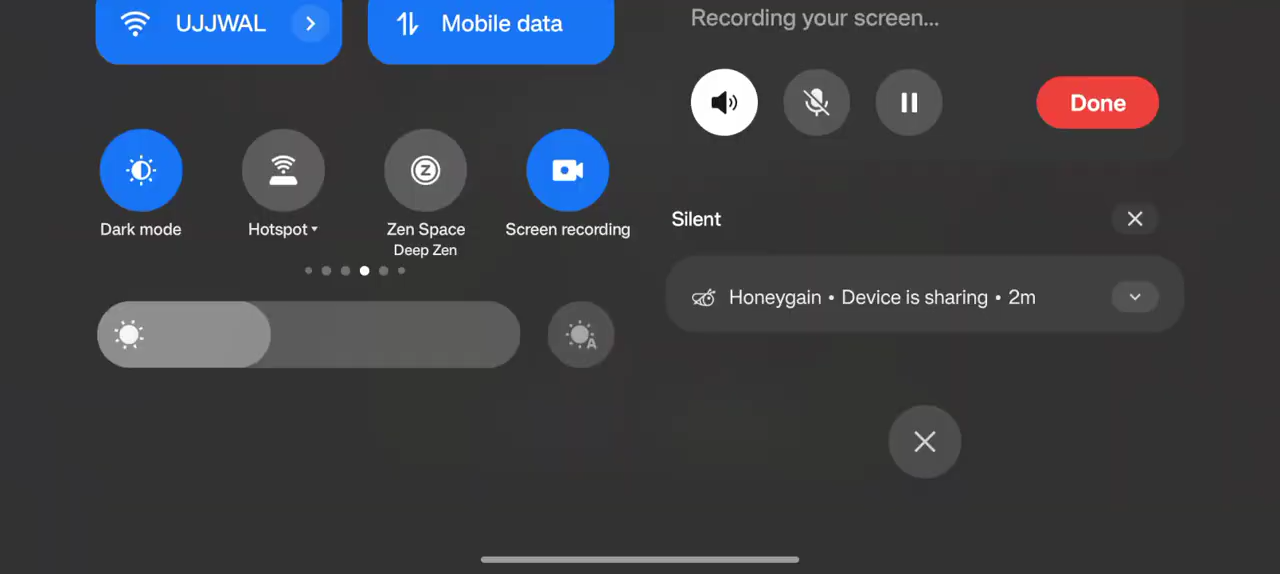 UJJWAL
Mobile data
Dark mode
Hotspot
Zen Space
Deep Zen
Screen recording
A
Recording your screen...
Done
Silent
Honeygain • Device is sharing • 2m